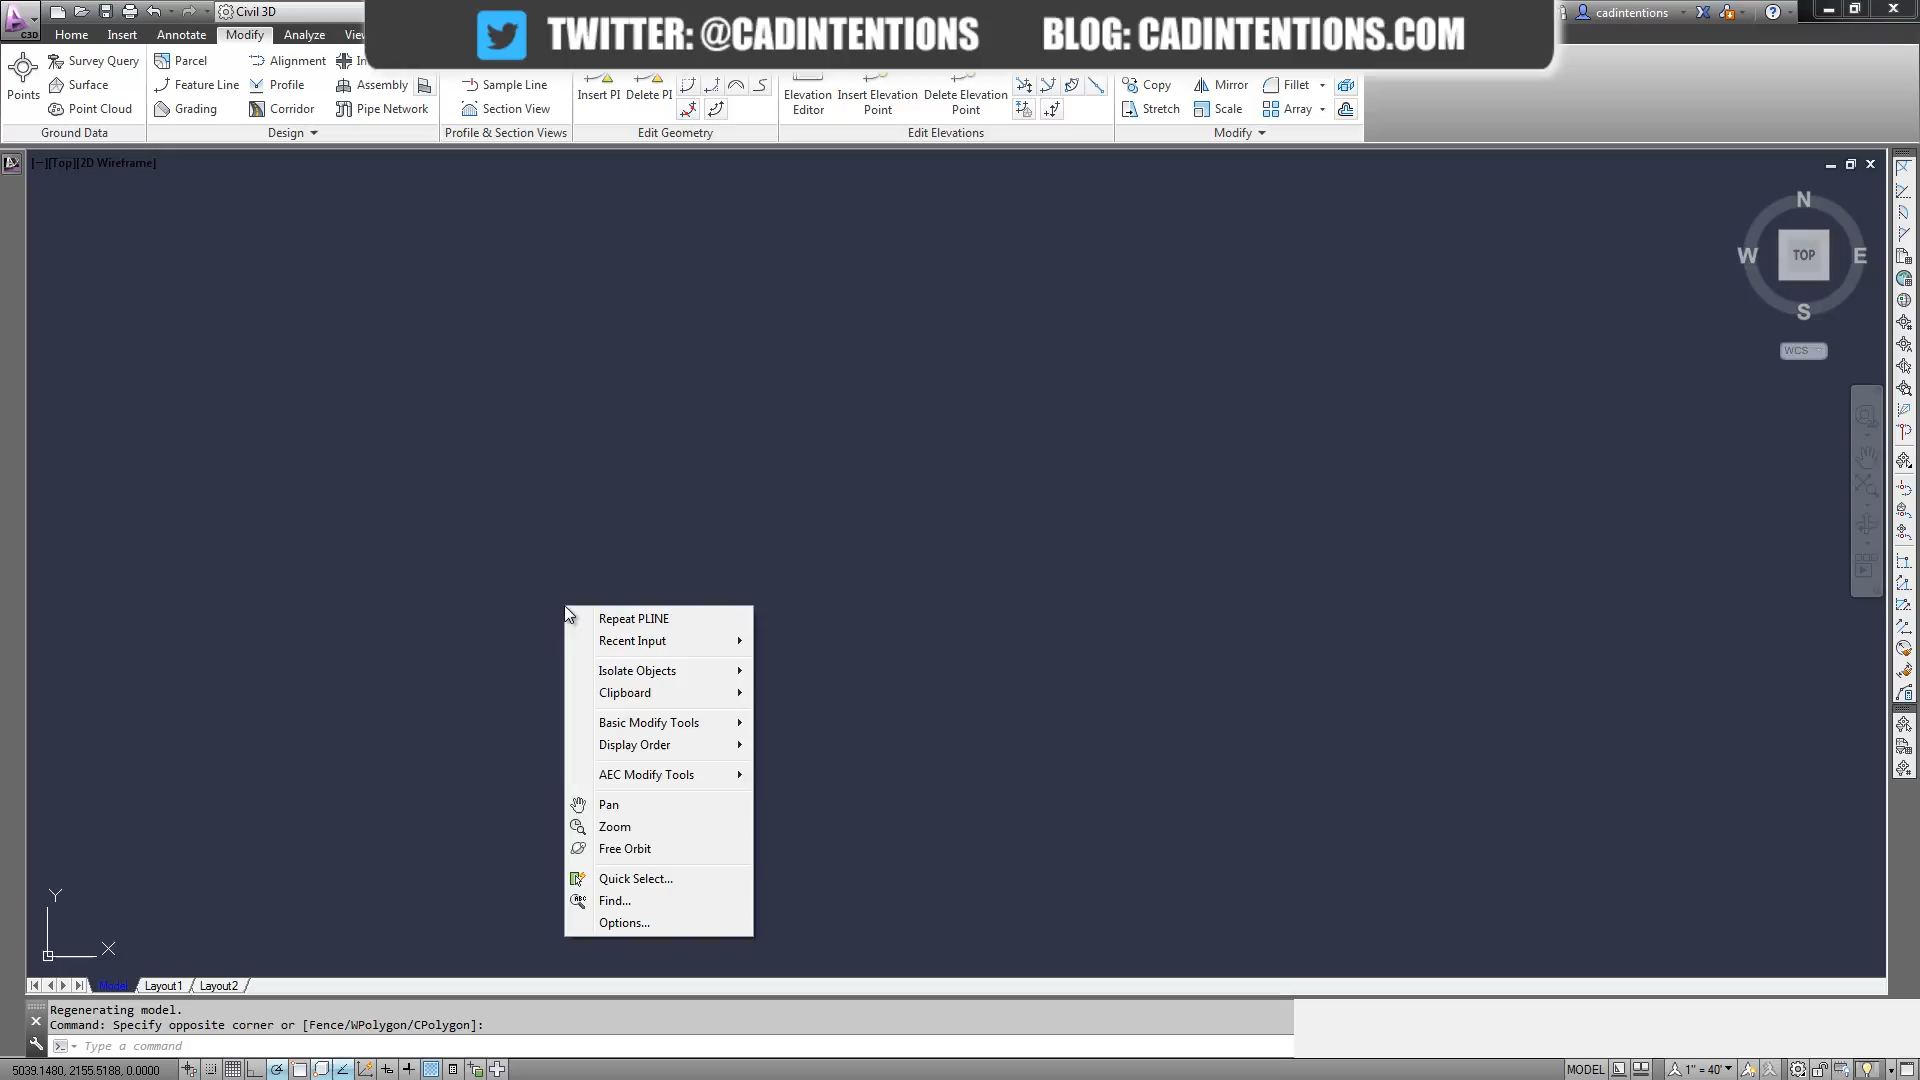 Civil 3D
TWITTER: @CADINTENTIONS BLOG: CADINTENTIONS.COM
cadintentions
C3D
Home Insert Annotate Modify Analyze
Points
Survey Query
Surface
Point Cloud
Ground Data
Parcel Alignment
Feature Line Profile Assembly
Grading Corridor Pipe Network
Design
Sample Line
Section View
Profile & Section Views
Insert PI Delete PI
Edit Geometry
Elevation Editor
Insert Elevation Point
Delete Elevation Point
Edit Elevations
Copy Mirror Fillet
Stretch Scale Array
Modify
[−][Top][2D Wireframe]
N
W TOP E
S
WCS
Repeat PLINE
Recent Input
Isolate Objects
Clipboard
Basic Modify Tools
Display Order
AEC Modify Tools
Pan
Zoom
Free Orbit
Quick Select...
Find...
Options...
Y
X
Model Layout1 Layout2
Regenerating model.
Command: Specify opposite corner or [Fence/WPolygon/CPolygon]:
Type a command
5039.1480, 2155.5188, 0.0000
MODEL 1" = 40'